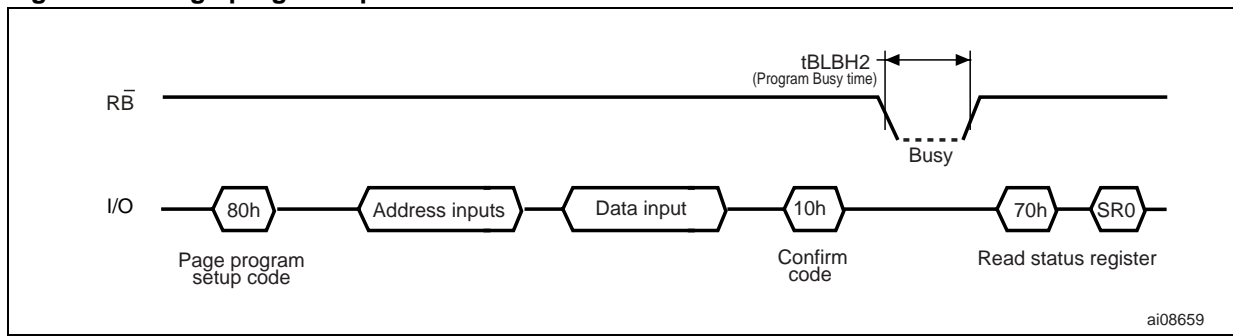 tBLBH2
(Program Busy time)
RB̅
Busy
I/O
80h
Address inputs
Data input
10h
70h
SR0
Page program
setup code
Confirm
code
Read status register
ai08659